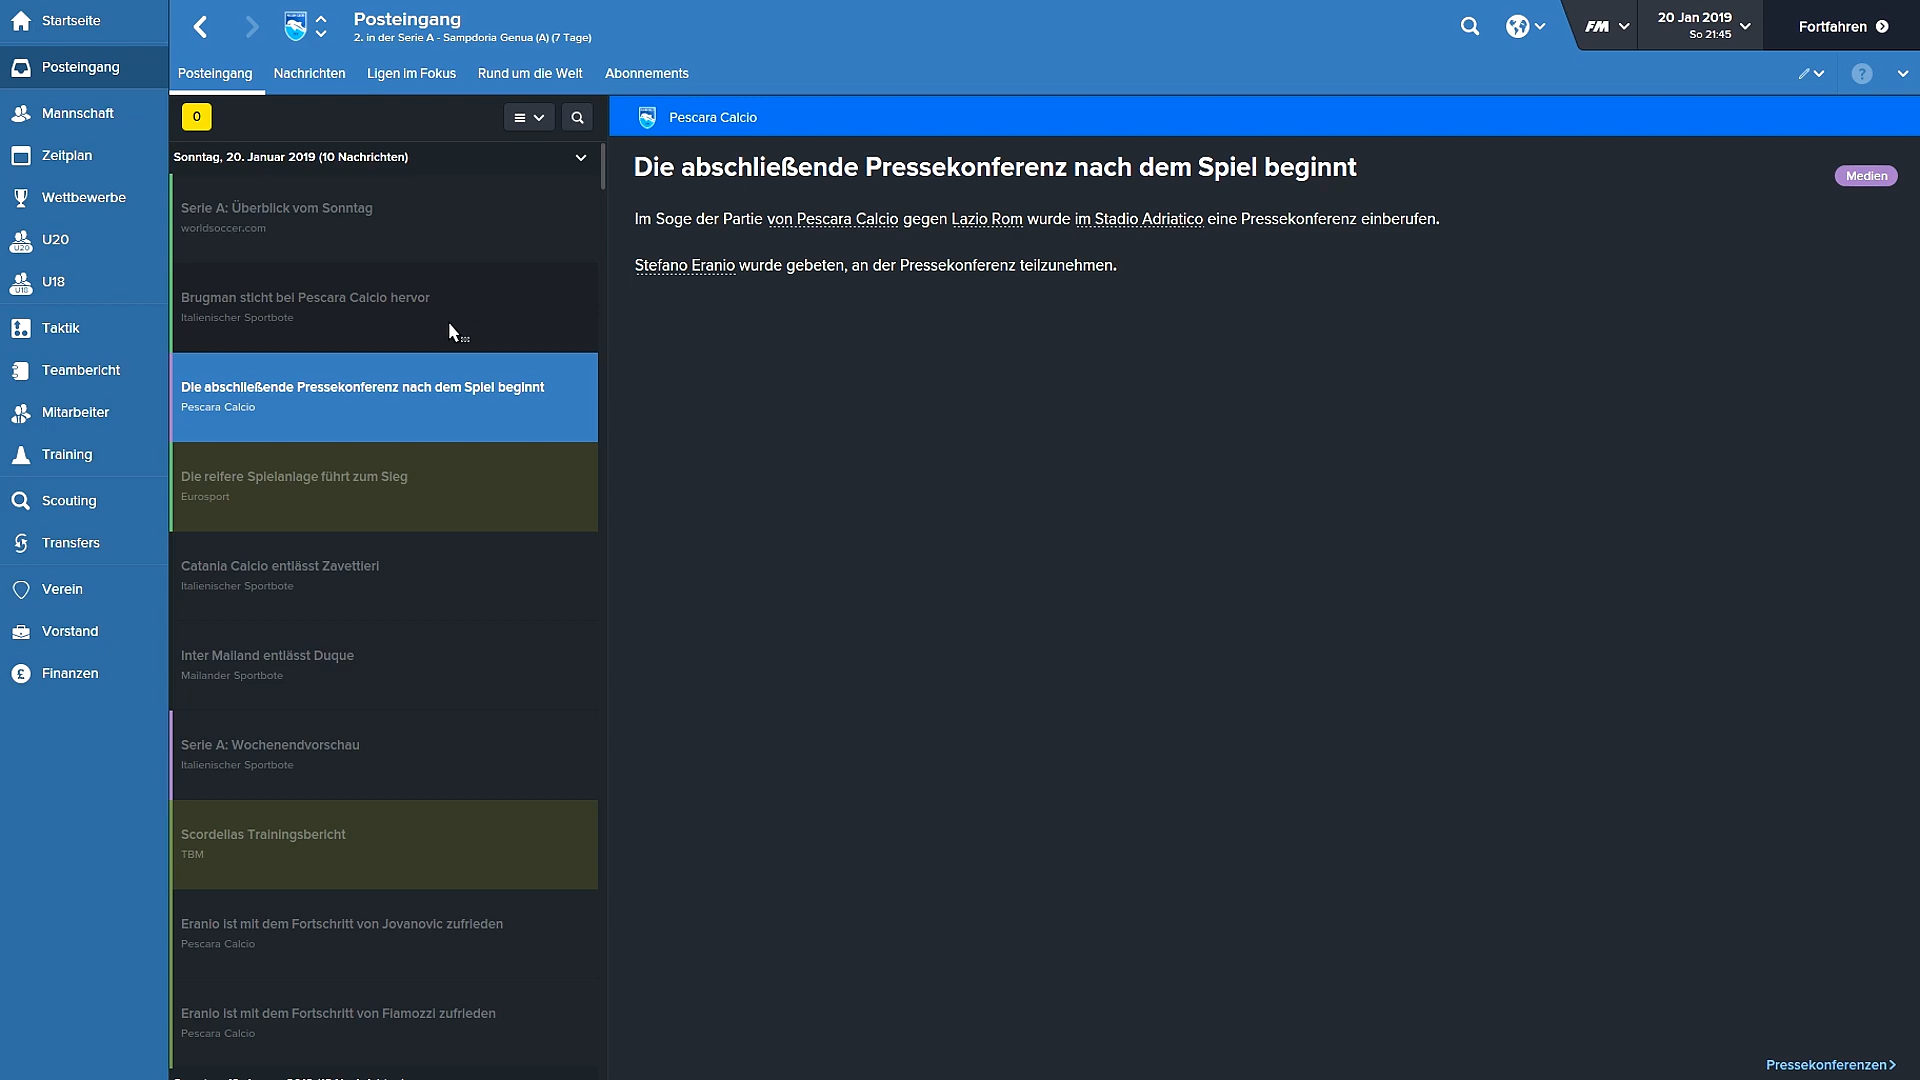 Startseite
Posteingang
Mannschaft
Zeitplan
Wettbewerbe
U20
U18
Taktik
Teambericht
Mitarbeiter
Training
Scouting
Transfers
Verein
Vorstand
Finanzen
Posteingang
2. in der Serie A - Sampdoria Genua (A) (7 Tage)
FM
20 Jan 2019
So 21:45
Fortfahren
Posteingang Nachrichten Ligen im Fokus Rund um die Welt Abonnements
?
0
Sonntag, 20. Januar 2019 (10 Nachrichten)
Serie A: Überblick vom Sonntag
worldsoccer.com
Brugman sticht bei Pescara Calcio hervor
Italienischer Sportbote
Die abschließende Pressekonferenz nach dem Spiel beginnt
Pescara Calcio
Die reifere Spielanlage führt zum Sieg
Eurosport
Catania Calcio entlässt Zavettieri
Italienischer Sportbote
Inter Mailand entlässt Duque
Mailander Sportbote
Serie A: Wochenendvorschau
Italienischer Sportbote
Scordellas Trainingsbericht
TBM
Eranio ist mit dem Fortschritt von Jovanovic zufrieden
Pescara Calcio
Eranio ist mit dem Fortschritt von Fiamozzi zufrieden
Pescara Calcio
Pescara Calcio
Die abschließende Pressekonferenz nach dem Spiel beginnt
Medien
Im Soge der Partie von Pescara Calcio gegen Lazio Rom wurde im Stadio Adriatico eine Pressekonferenz einberufen.
Stefano Eranio wurde gebeten, an der Pressekonferenz teilzunehmen.
Pressekonferenzen